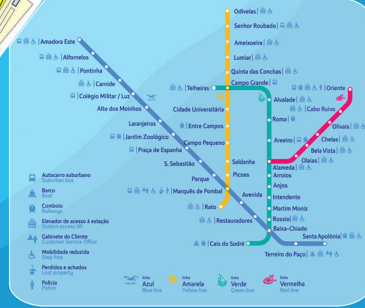 Odivelas
Senhor Roubado
Ameixoeira
Lumiar
Quinta das Conchas
Campo Grande
Telheiras
Cidade Universitária
Entre Campos
Campo Pequeno
Saldanha
Picoas
Marquês de Pombal
Rato
Amadora Este
Alfornelos
Pontinha
Carnide
Colégio Militar / Luz
Alto dos Moinhos
Laranjeiras
Jardim Zoológico
Praça de Espanha
S. Sebastião
Parque
Avenida
Restauradores
Baixa-Chiado
Terreiro do Paço
Santa Apolónia
Alvalade
Roma
Areeiro
Alameda
Arroios
Anjos
Intendente
Martim Moniz
Rossio
Cais do Sodré
Oriente
Cabo Ruivo
Olivais
Chelas
Bela Vista
Olaias
Autocarro suburbano
Suburban bus
Barco
Boat
Comboio
Railways
Elevador de acesso à estação
Station access lift
Gabinete do Cliente
Customer Service Office
Mobilidade reduzida
Step free
Perdidos e achados
Lost property
Polícia
Police
linha
Azul
Blue line
linha
Amarela
Yellow line
linha
Verde
Green line
linha
Vermelha
Red line